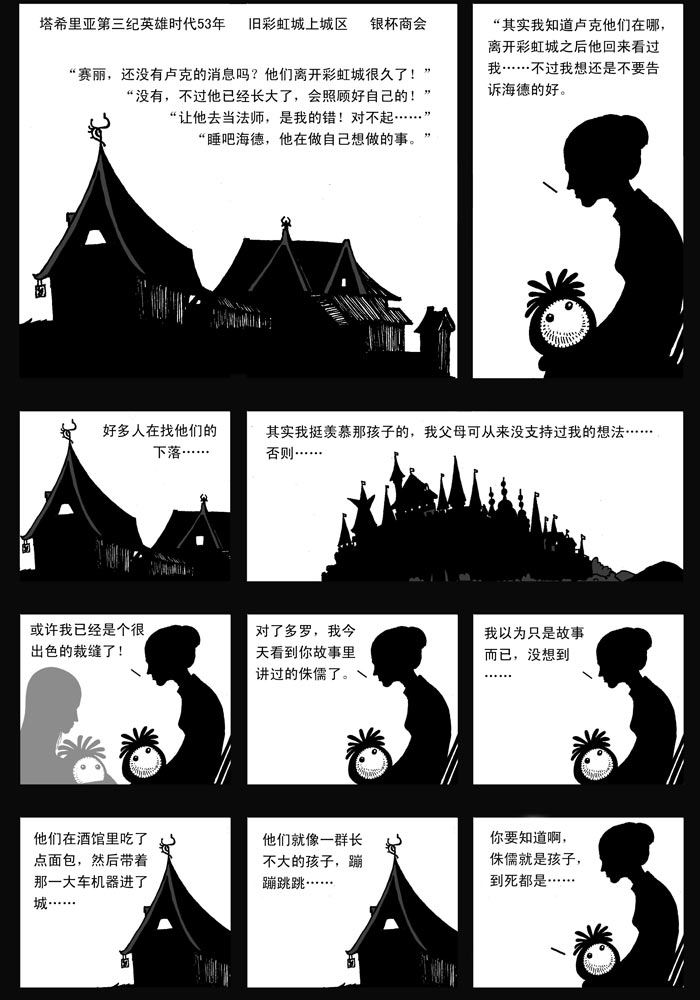 塔希里亚第三纪英雄时代53年 旧彩虹城上城区 银杯商会
“赛丽，还没有卢克的消息吗？他们离开彩虹城很久了！”
“没有，不过他已经长大了，会照顾好自己的！”
“让他去当法师，是我的错！对不起……”
“睡吧海德，他在做自己想做的事。”
“其实我知道卢克他们在哪，
离开彩虹城之后他回来看过
我……不过我想还是不要告
诉海德的好。
好多人在找他们的
下落……
其实我挺羡慕那孩子的，我父母可从来没支持过我的想法……
否则……
或许我已经是个很
出色的裁缝了！
对了多罗，我今
天看到你故事里
讲过的侏儒了。
我以为只是故事
而已，没想到
……
他们在酒馆里吃了
点面包，然后带着
那一大车机器进了
城……
他们就像一群长
不大的孩子，蹦
蹦跳跳……
你要知道啊，
侏儒就是孩子，
到死都是……